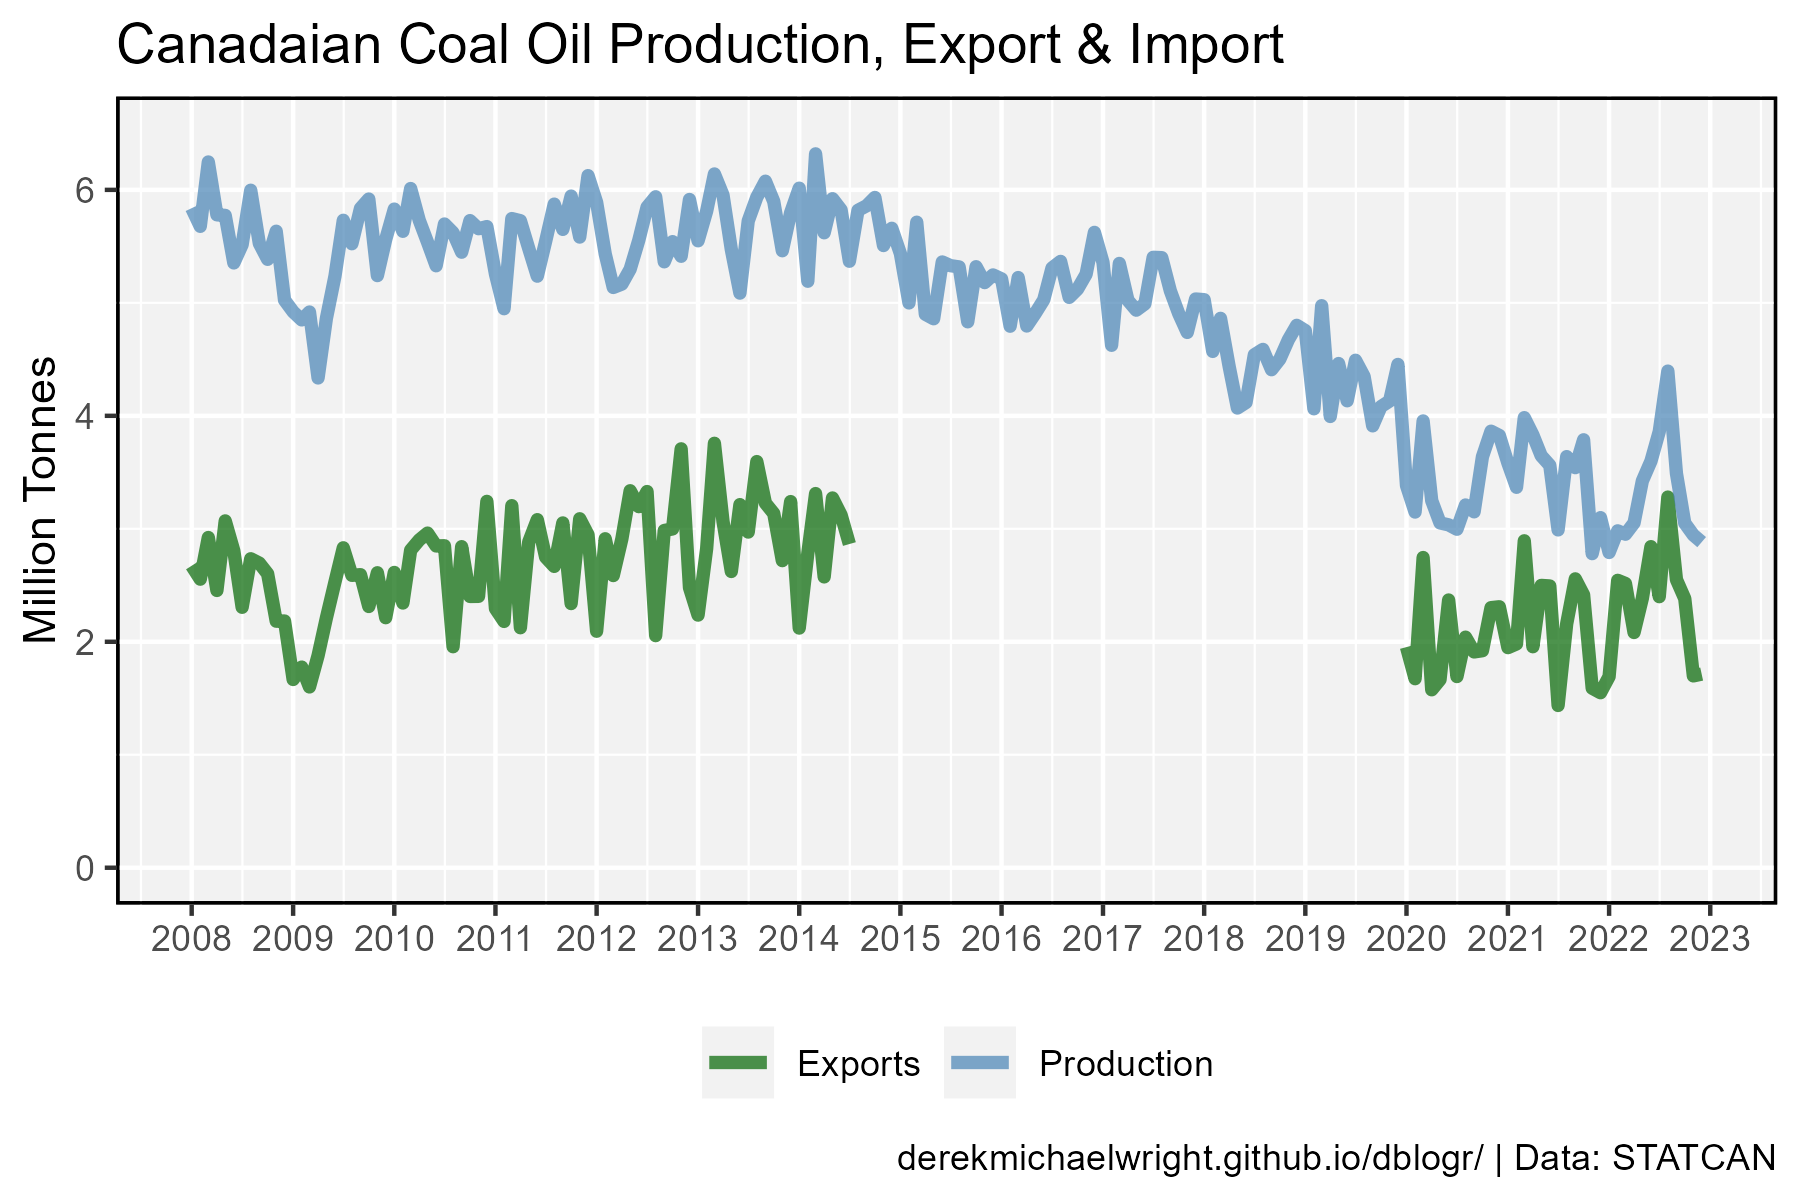 Canadaian Coal Oil Production, Export & Import
Million Tonnes
6
4
2
0
2008 2009 2010 2011 2012 2013 2014 2015 2016 2017 2018 2019 2020 2021 2022 2023
Exports Production
derekmichaelwright.github.io/dblogr/ | Data: STATCAN